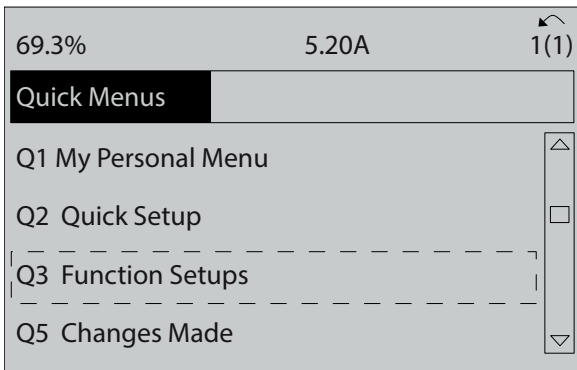 69.3% 5.20A 1(1)
Quick Menus
Q1 My Personal Menu
Q2 Quick Setup
Q3 Function Setups
Q5 Changes Made